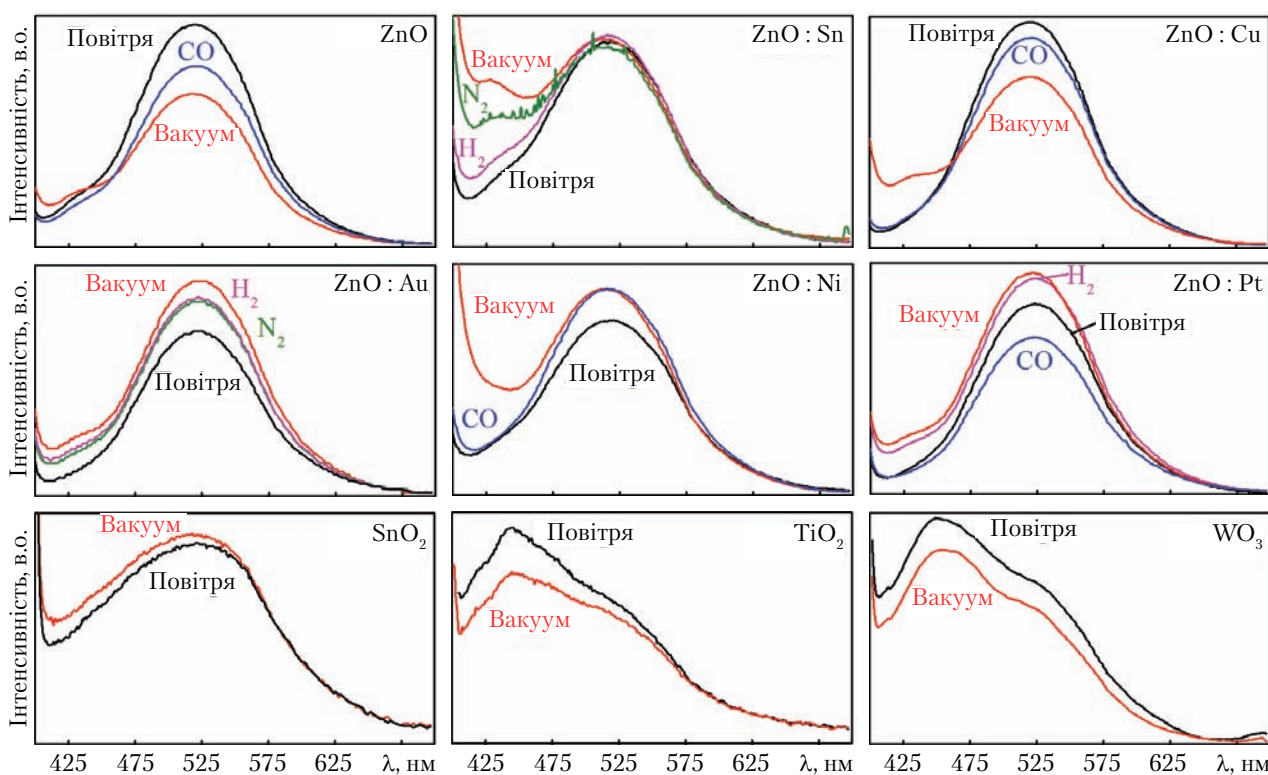 Інтенсивність, в.о.
Повітря
CO
Вакуум
ZnO
Вакуум
N₂
H₂
Повітря
ZnO : Sn
Повітря
CO
Вакуум
ZnO : Cu
Інтенсивність, в.о.
Вакуум
H₂
N₂
Повітря
ZnO : Au
Вакуум
CO
Повітря
ZnO : Ni
Вакуум
H₂
Повітря
CO
ZnO : Pt
Інтенсивність, в.о.
Вакуум
Повітря
SnO₂
Повітря
Вакуум
TiO₂
Повітря
Вакуум
WO₃
425 475 525 575 625 λ, нм
425 475 525 575 625 λ, нм
425 475 525 575 625 λ, нм